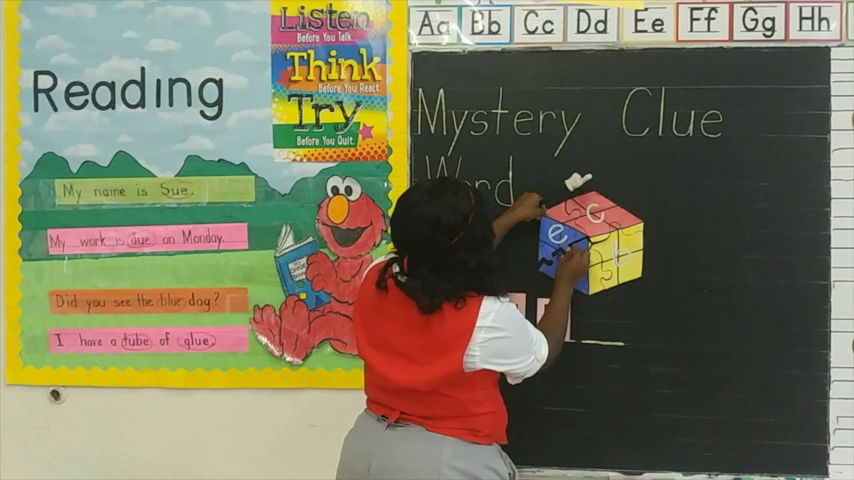 Reading
Listen
Before You Talk.
Think
Before You React
Try
Before You Quit.
My name is Sue.
My work is due on Monday.
Did you see the blue dog?
I have a tube of glue.
Aa Bb Cc Dd Ee Ff Gg Hh
Mystery Clue
Word
c
e
b